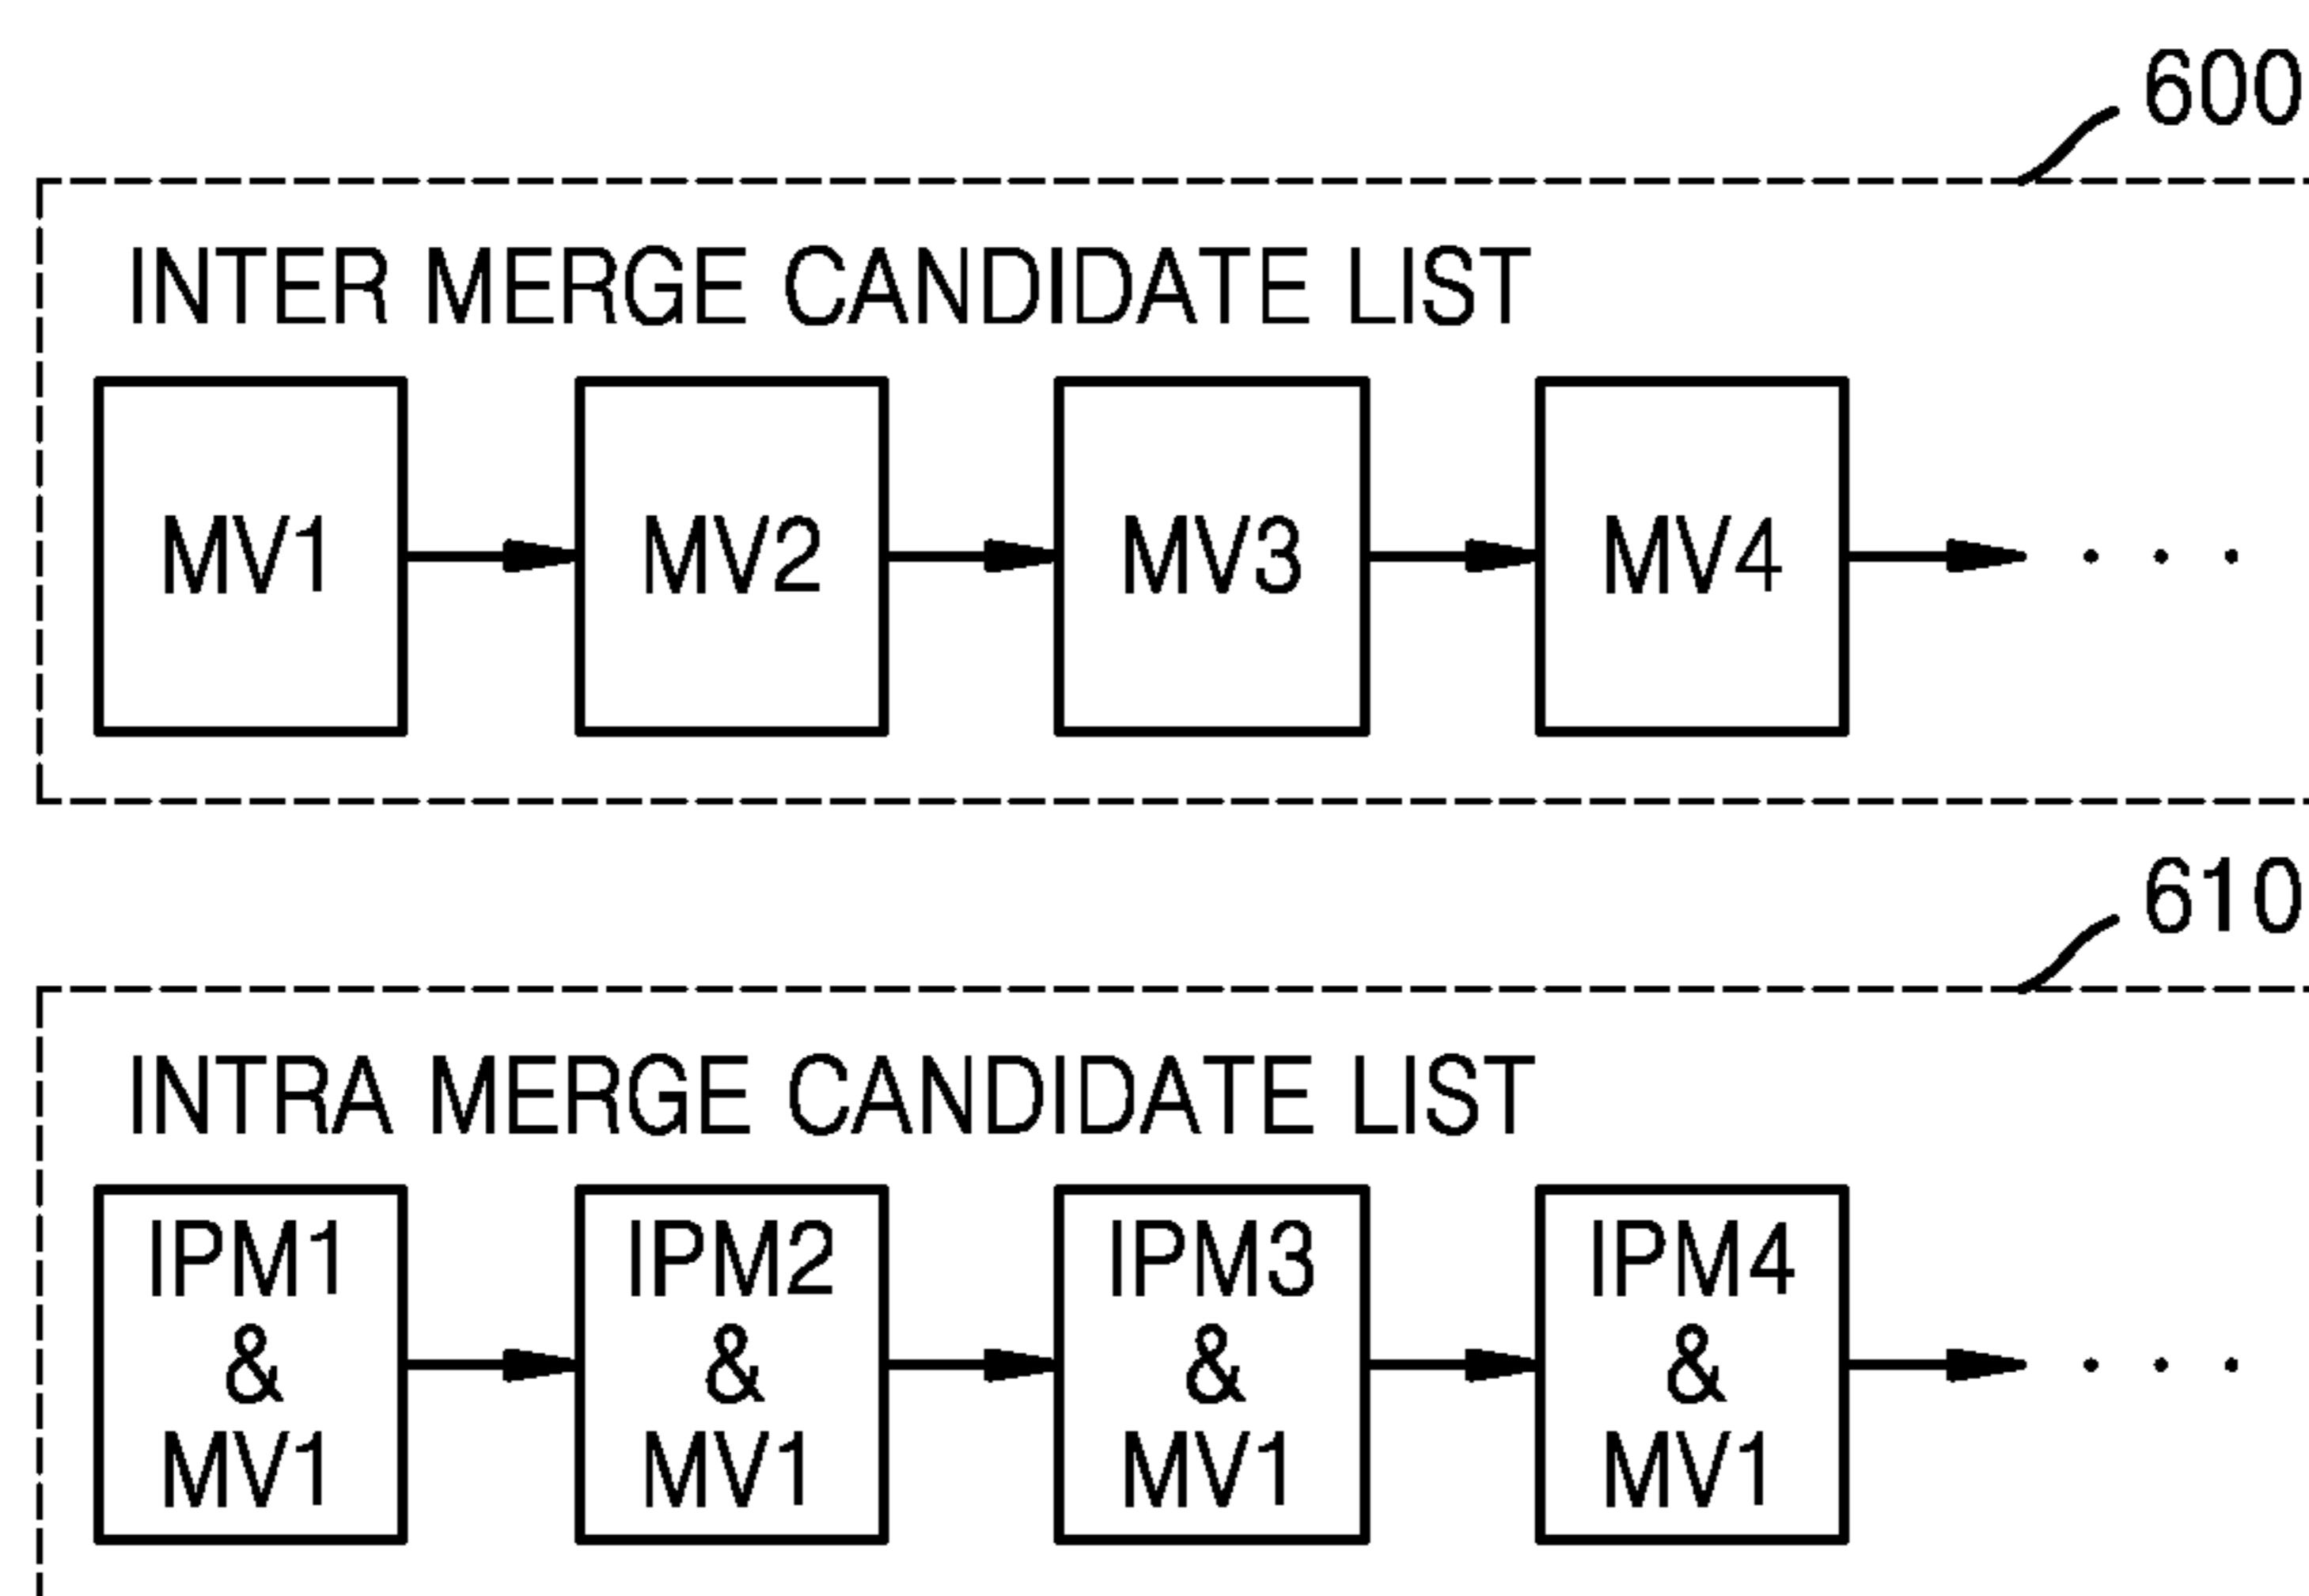 600
INTER MERGE CANDIDATE LIST
MV1 MV2 MV3 MV4 . . .
610
INTRA MERGE CANDIDATE LIST
IPM1 IPM2 IPM3 IPM4
& & & & . . .
MV1 MV1 MV1 MV1